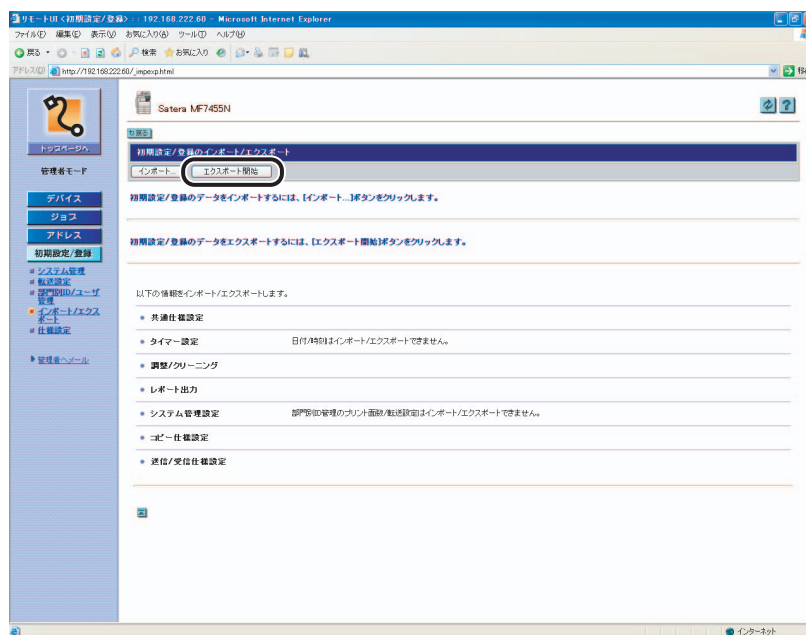 リモートUI <初期設定/登録> : : 192.168.222.60 - Microsoft Internet Explorer
ファイル(F) 編集(E) 表示(V) お気に入り(A) ツール(T) ヘルプ(H)
戻る 検索 お気に入り
アドレス(D) http://192.168.222.60/_impexp.html 移
Satera MF7455N
戻る
トップページへ
管理者モード
デバイス
ジョブ
アドレス
初期設定/登録
システム管理
転送設定
部門別ID/ユーザ
管理
インポート/エクス
ポート
仕様設定
管理者へメール
初期設定/登録のインポート/エクスポート
インポート... エクスポート開始
初期設定/登録のデータをインポートするには、[インポート...]ボタンをクリックします。
初期設定/登録のデータをエクスポートするには、[エクスポート開始]ボタンをクリックします。
以下の情報をインポート/エクスポートします。
共通仕様設定
タイマー設定 日付/時刻はインポート/エクスポートできません。
調整/クリーニング
レポート出力
システム管理設定 部門別ID管理のプリント面数/転送設定はインポート/エクスポートできません。
コピー仕様設定
送信/受信仕様設定
インターネット